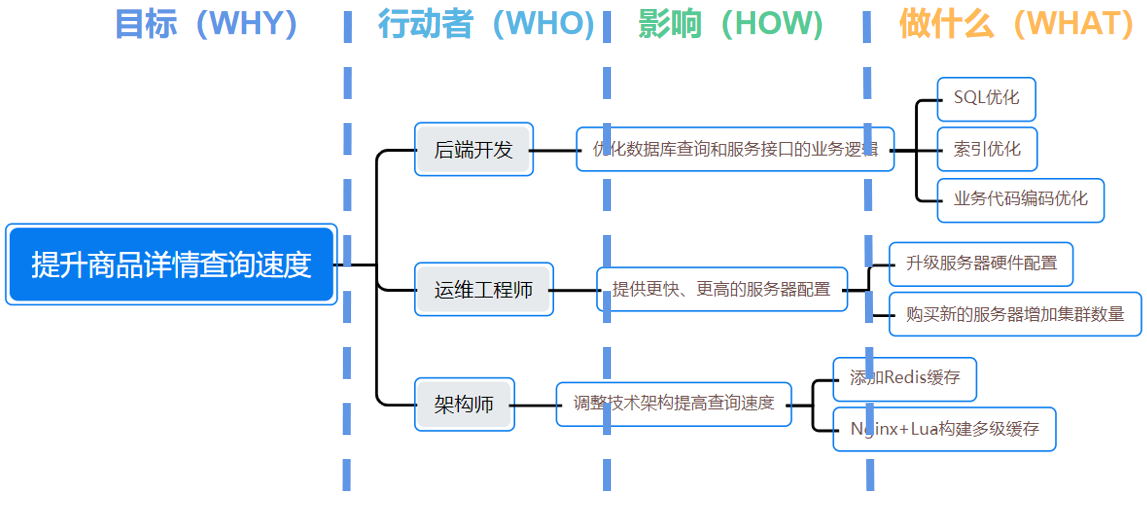 目标（WHY）
行动者（WHO）
影响（HOW）
做什么（WHAT）
提升商品详情查询速度
后端开发
优化数据库查询和服务接口的业务逻辑
SQL优化
索引优化
业务代码编码优化
运维工程师
提供更快、更高的服务器配置
升级服务器硬件配置
购买新的服务器增加集群数量
架构师
调整技术架构提高查询速度
添加Redis缓存
Nginx+Lua构建多级缓存